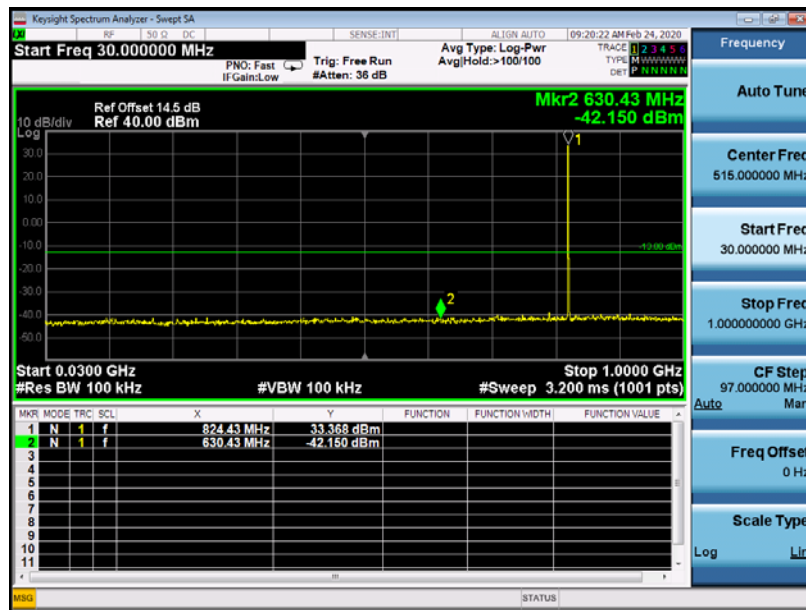 Keysight Spectrum Analyzer - Swept SA
RF 50 Ω DC SENSE:INT ALIGN AUTO 09:20:22 AM Feb 24, 2020
Start Freq 30.000000 MHz
PNO: Fast
IFGain:Low
Trig: Free Run
#Atten: 36 dB
Avg Type: Log-Pwr
Avg|Hold:>100/100
TRACE 1 2 3 4 5 6
TYPE M W W W W W
DET P N N N N N
Ref Offset 14.5 dB
10 dB/div Ref 40.00 dBm
Log
Mkr2 630.43 MHz
-42.150 dBm
1
30.0
20.0
10.0
0.00
-10.0
-13.00 dBm
-20.0
-30.0
2
-40.0
-50.0
Start 0.0300 GHz Stop 1.0000 GHz
#Res BW 100 kHz #VBW 100 kHz #Sweep 3.200 ms (1001 pts)
MKR MODE TRC SCL X Y FUNCTION FUNCTION WIDTH FUNCTION VALUE
1 N 1 f 824.43 MHz 33.368 dBm
2 N 1 f 630.43 MHz -42.150 dBm
3
4
5
6
7
8
9
10
11
MSG STATUS
Frequency
Auto Tune
Center Freq
515.000000 MHz
Start Freq
30.000000 MHz
Stop Freq
1.000000000 GHz
CF Step
97.000000 MHz
Auto Man
Freq Offset
0 Hz
Scale Type
Log Lin